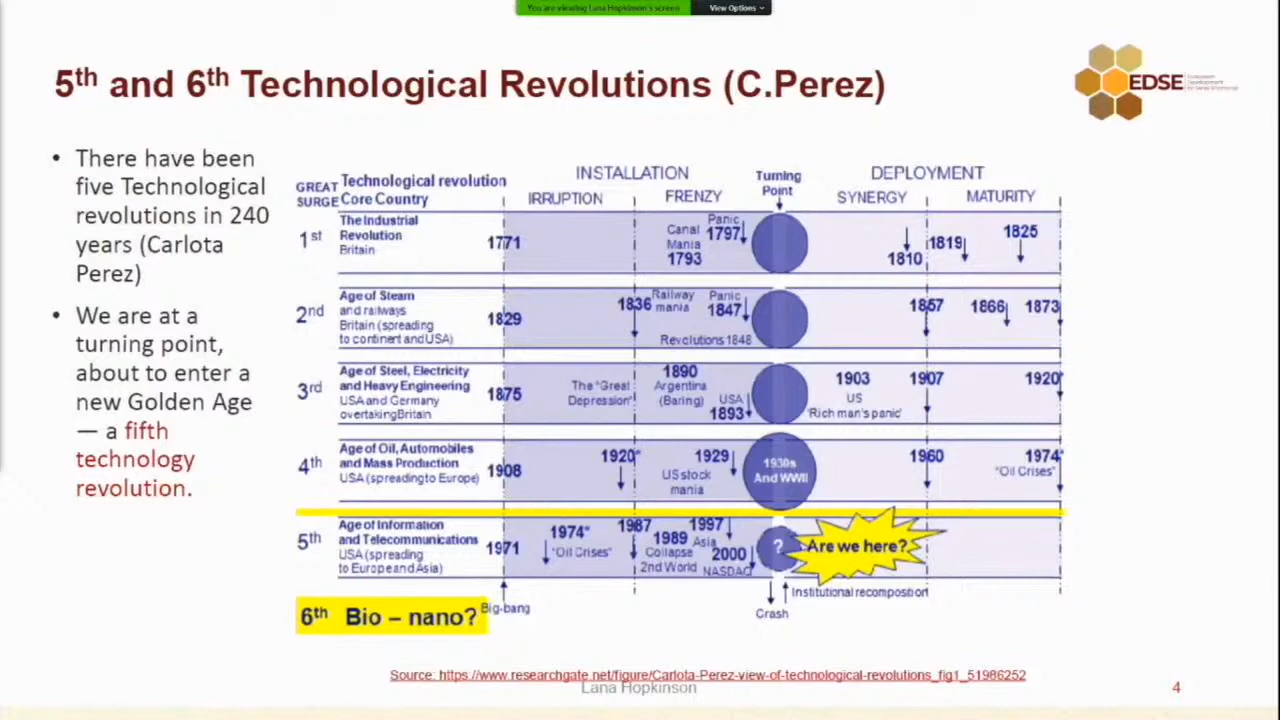 You are viewing Lana Hopkinson's screen
View Options
5th and 6th Technological Revolutions (C.Perez)
EDSE
• There have been
five Technological
revolutions in 240
years (Carlota
Perez)
• We are at a
turning point,
about to enter a
new Golden Age
— a fifth
technology
revolution.
INSTALLATION
Turning
Point
DEPLOYMENT
GREAT
SURGE
Technological revolution
Core Country
IRRUPTION
FRENZY
SYNERGY
MATURITY
1st
The Industrial
Revolution
Britain
1771
Canal
Mania
1793
Panic
1797
1810
1819
1825
2nd
Age of Steam
and railways
Britain (spreading
to continent and USA)
1829
1836
Railway
mania
Panic
1847
Revolutions 1848
1857
1866
1873
3rd
Age of Steel, Electricity
and Heavy Engineering
USA and Germany
overtaking Britain
1875
The "Great
Depression"
1890
Argentina
(Baring)
USA
1893
1903
US
'Rich man's panic'
1907
1920*
4th
Age of Oil, Automobiles
and Mass Production
USA (spreading to Europe)
1908
1920*
1929
US stock
mania
1930s
And WWII
1960
1974*
"Oil Crises"
5th
Age of Information
and Telecommunications
USA (spreading
to Europe and Asia)
1971
1974*
"Oil Crises"
1987
1989
Collapse
2nd World
1997
Asia
2000
NASDAQ
?
Are we here?
Institutional recomposition
Big-bang
Crash
6th Bio – nano?
Source: https://www.researchgate.net/figure/Carlota-Perez-view-of-technological-revolutions_fig1_51986252
Lana Hopkinson
4